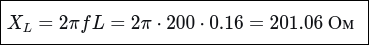 X_L = 2πfL = 2π · 200 · 0.16 = 201.06 Ом